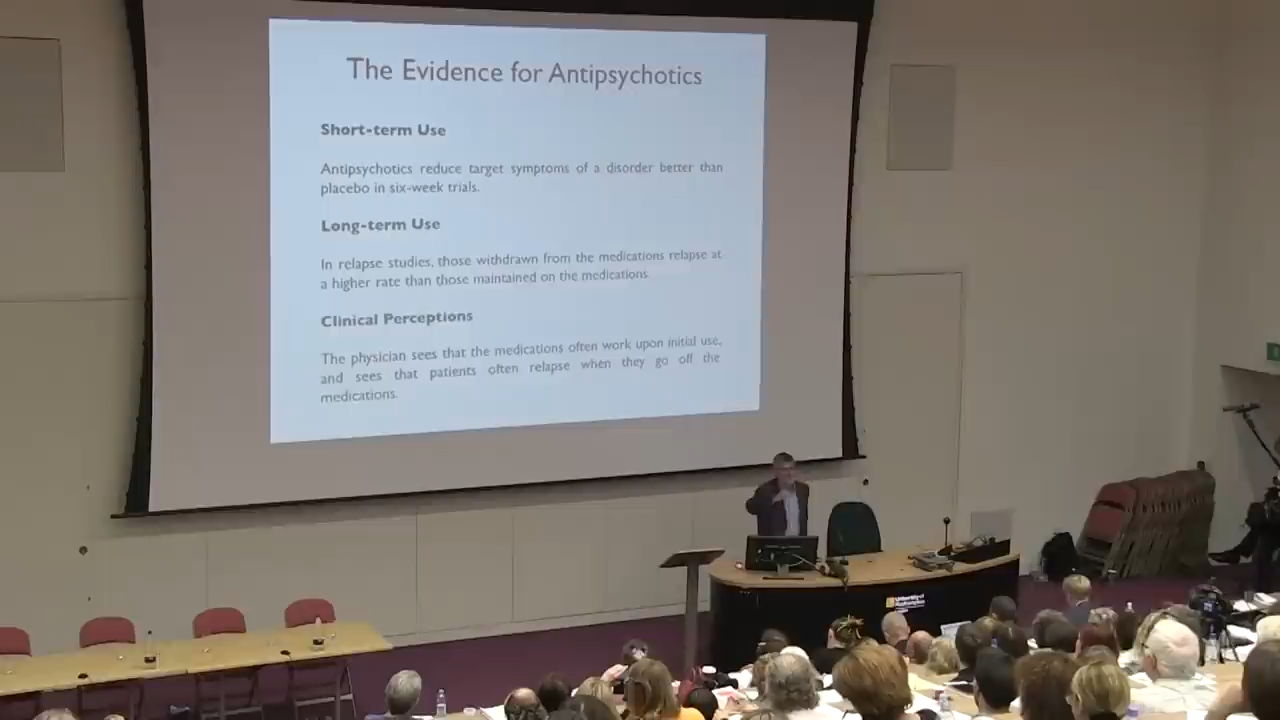 The Evidence for Antipsychotics
Short-term Use
Antipsychotics reduce target symptoms of a disorder better than
placebo in six-week trials.
Long-term Use
In relapse studies, those withdrawn from the medications relapse at
a higher rate than those maintained on the medications.
Clinical Perceptions
The physician sees that the medications often work upon initial use,
and sees that patients often relapse when they go off the
medications.
University of